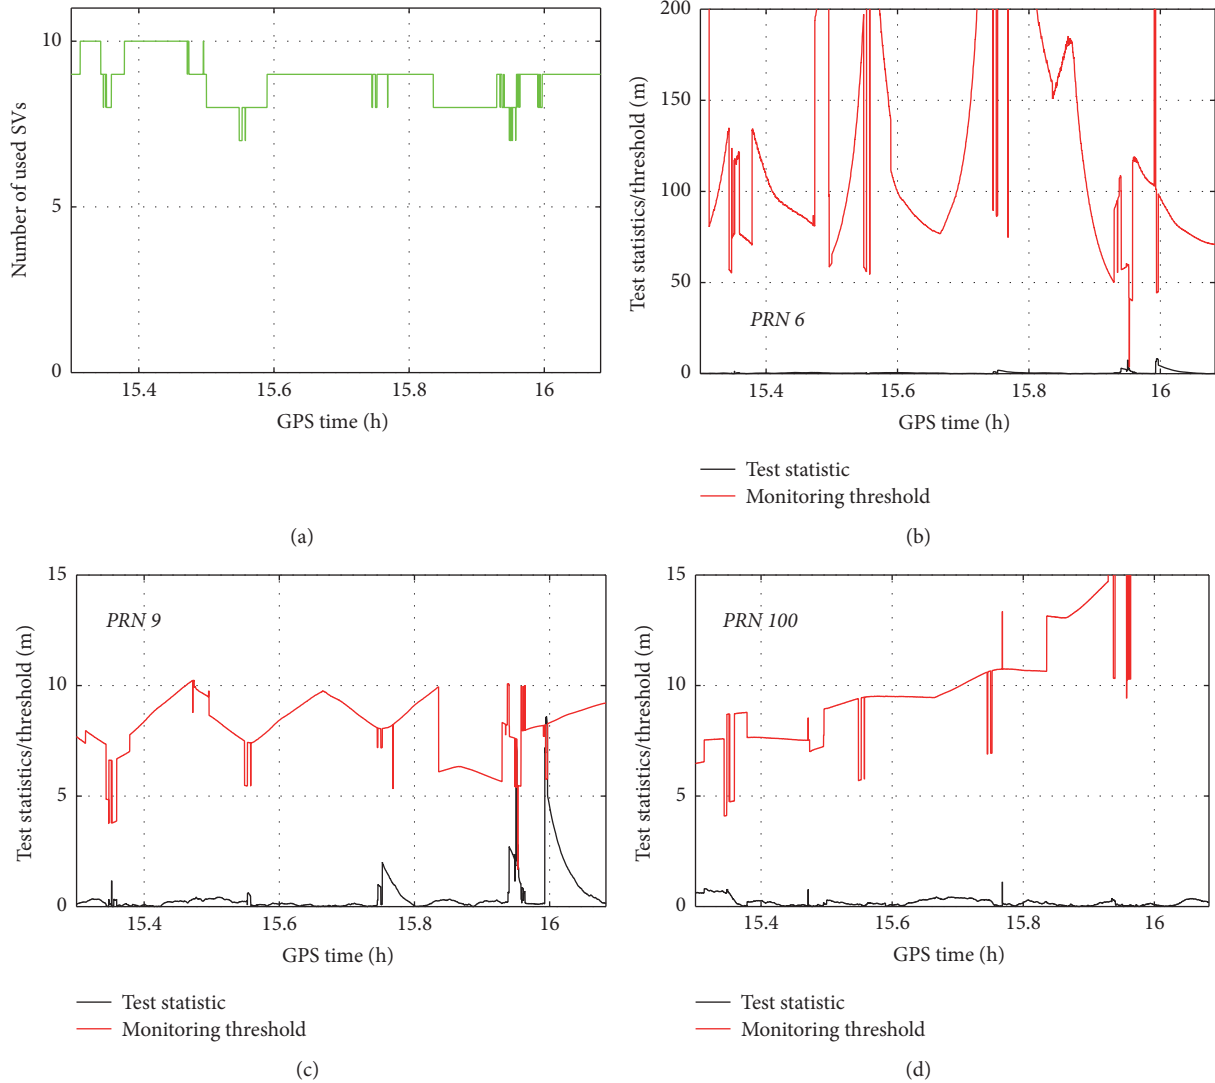 10
5
0
Number of used SVs
15.4 15.6 15.8 16
GPS time (h)
(a)
200
150
100
50
0
Test statistics/threshold (m)
PRN 6
15.4 15.6 15.8 16
GPS time (h)
Test statistic
Monitoring threshold
(b)
15
10
5
0
Test statistics/threshold (m)
PRN 9
15.4 15.6 15.8 16
GPS time (h)
Test statistic
Monitoring threshold
(c)
15
10
5
0
Test statistics/threshold (m)
PRN 100
15.4 15.6 15.8 16
GPS time (h)
Test statistic
Monitoring threshold
(d)